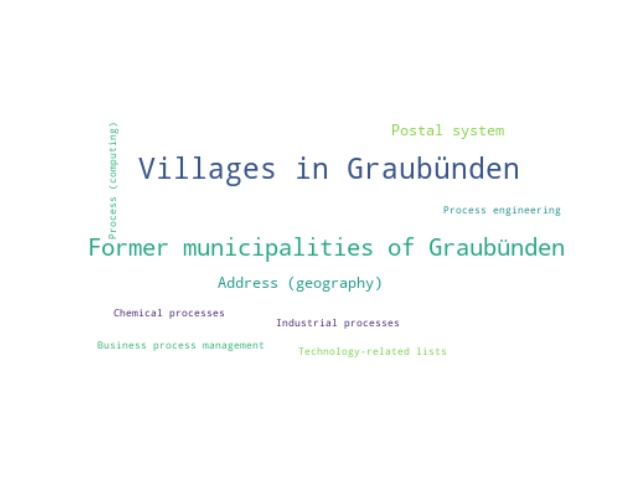 Process (computing)
Postal system
Villages in Graubünden
Process engineering
Former municipalities of Graubünden
Address (geography)
Chemical processes
Industrial processes
Business process management
Technology-related lists